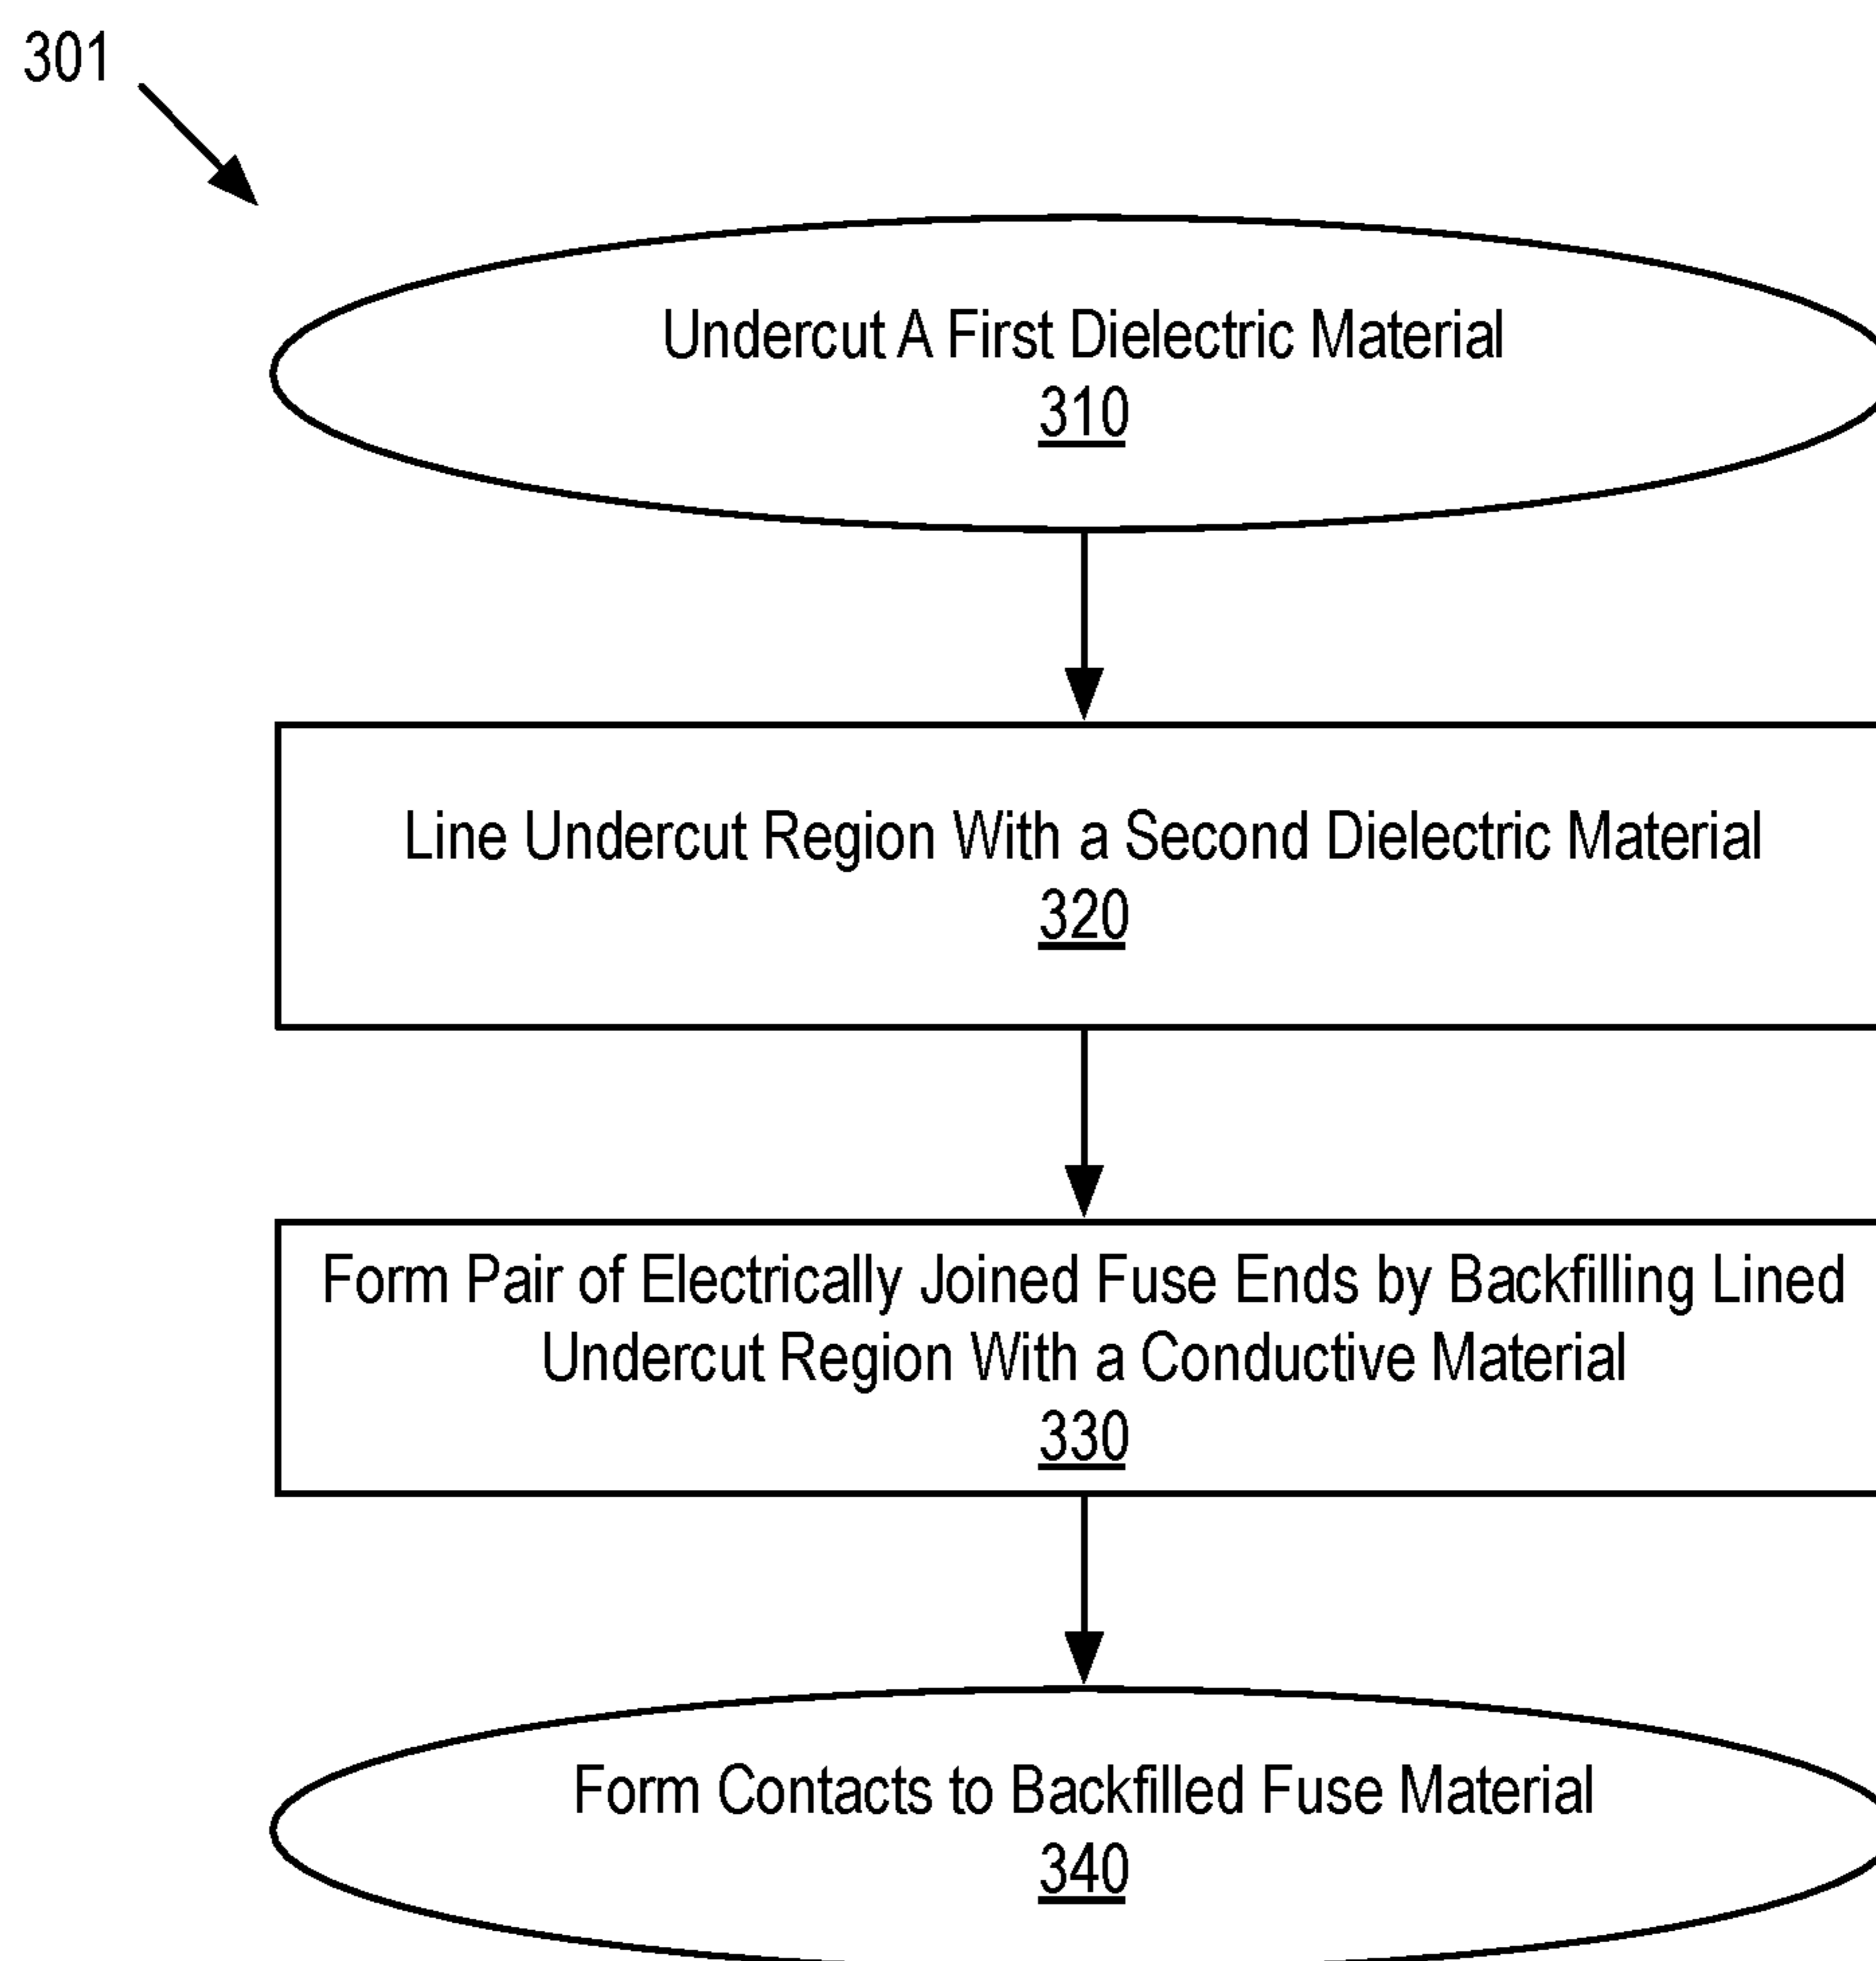 301
Undercut A First Dielectric Material
310
Line Undercut Region With a Second Dielectric Material
320
Form Pair of Electrically Joined Fuse Ends by Backfilling Lined
Undercut Region With a Conductive Material
330
Form Contacts to Backfilled Fuse Material
340